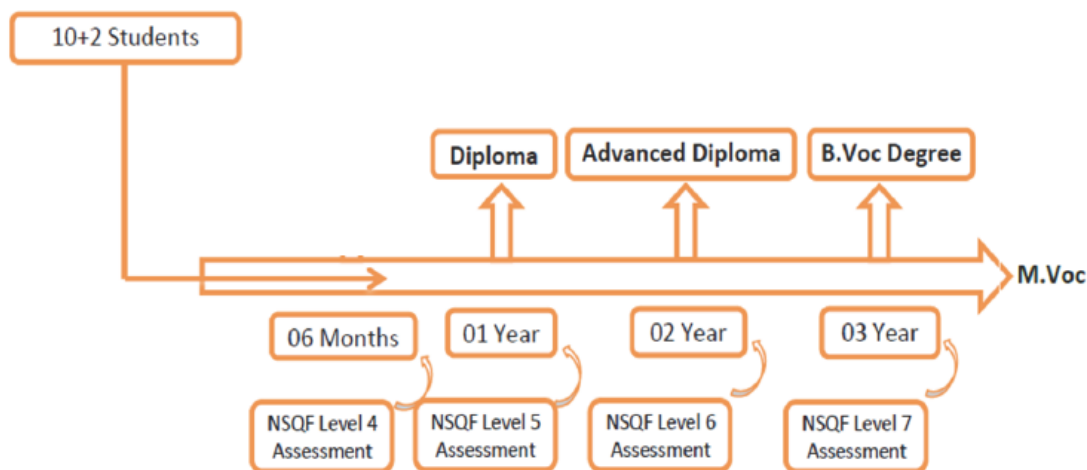 10+2 Students
Diploma
Advanced Diploma
B.Voc Degree
M.Voc
06 Months
01 Year
02 Year
03 Year
NSQF Level 4
Assessment
NSQF Level 5
Assessment
NSQF Level 6
Assessment
NSQF Level 7
Assessment